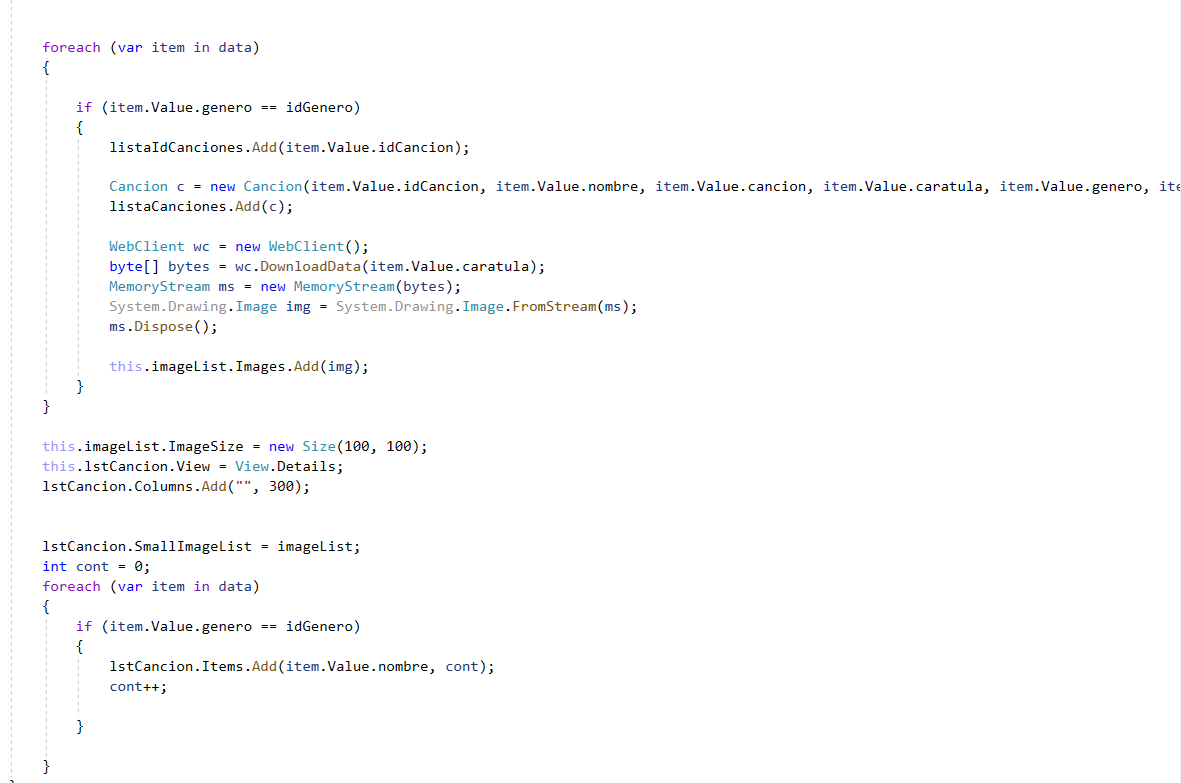 foreach (var item in data)
{
if (item.Value.genero == idGenero)
{
listaIdCanciones.Add(item.Value.idCancion);
Cancion c = new Cancion(item.Value.idCancion, item.Value.nombre, item.Value.cancion, item.Value.caratula, item.Value.genero, ite
listaCanciones.Add(c);
WebClient wc = new WebClient();
byte[] bytes = wc.DownloadData(item.Value.caratula);
MemoryStream ms = new MemoryStream(bytes);
System.Drawing.Image img = System.Drawing.Image.FromStream(ms);
ms.Dispose();
this.imageList.Images.Add(img);
}
}
this.imageList.ImageSize = new Size(100, 100);
this.lstCancion.View = View.Details;
lstCancion.Columns.Add("", 300);
lstCancion.SmallImageList = imageList;
int cont = 0;
foreach (var item in data)
{
if (item.Value.genero == idGenero)
{
lstCancion.Items.Add(item.Value.nombre, cont);
cont++;
}
}